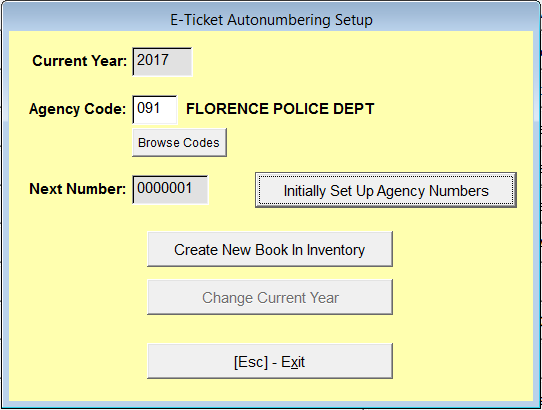 E-Ticket Autonumbering Setup
Current Year: 2017
Agency Code: 091 FLORENCE POLICE DEPT
Browse Codes
Next Number: 0000001 Initially Set Up Agency Numbers
Create New Book In Inventory
Change Current Year
[Esc] - Exit